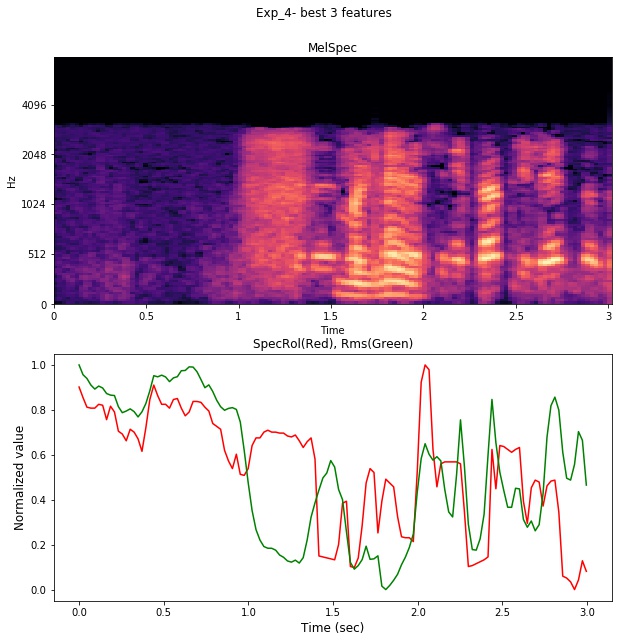 Exp_4- best 3 features
MelSpec
4096
2048
1024
512
0
Hz
0 0.5 1 1.5 2 2.5 3
Time
SpecRol(Red), Rms(Green)
1.0
0.8
0.6
0.4
0.2
0.0
Normalized value
0.0 0.5 1.0 1.5 2.0 2.5 3.0
Time (sec)